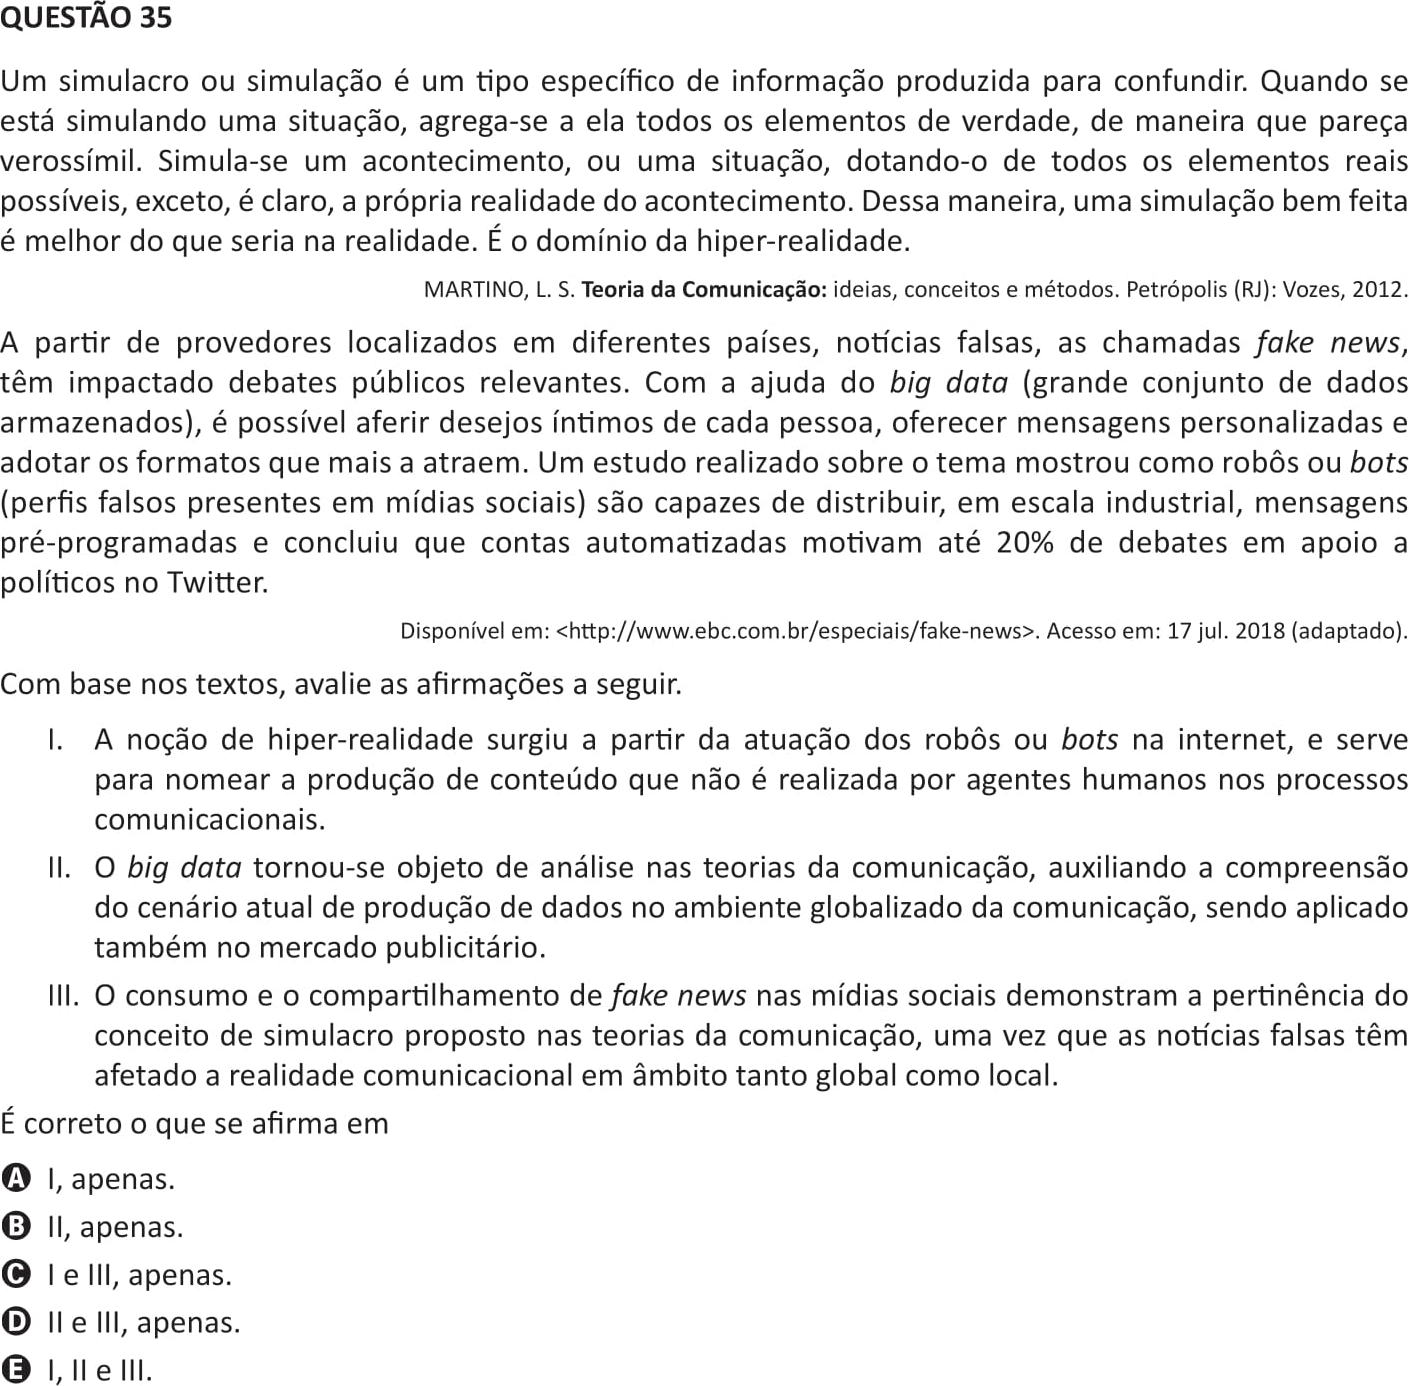 QUESTÃO 35
Um simulacro ou simulação é um tipo específico de informação produzida para confundir. Quando se
está simulando uma situação, agrega-se a ela todos os elementos de verdade, de maneira que pareça
verossímil. Simula-se um acontecimento, ou uma situação, dotando-o de todos os elementos reais
possíveis, exceto, é claro, a própria realidade do acontecimento. Dessa maneira, uma simulação bem feita
é melhor do que seria na realidade. É o domínio da hiper-realidade.
MARTINO, L. S. Teoria da Comunicação: ideias, conceitos e métodos. Petrópolis (RJ): Vozes, 2012.
A partir de provedores localizados em diferentes países, notícias falsas, as chamadas fake news,
têm impactado debates públicos relevantes. Com a ajuda do big data (grande conjunto de dados
armazenados), é possível aferir desejos íntimos de cada pessoa, oferecer mensagens personalizadas e
adotar os formatos que mais a atraem. Um estudo realizado sobre o tema mostrou como robôs ou bots
(perfis falsos presentes em mídias sociais) são capazes de distribuir, em escala industrial, mensagens
pré-programadas e concluiu que contas automatizadas motivam até 20% de debates em apoio a
políticos no Twitter.
Disponível em: <http://www.ebc.com.br/especiais/fake-news>. Acesso em: 17 jul. 2018 (adaptado).
Com base nos textos, avalie as afirmações a seguir.
I. A noção de hiper-realidade surgiu a partir da atuação dos robôs ou bots na internet, e serve
para nomear a produção de conteúdo que não é realizada por agentes humanos nos processos
comunicacionais.
II. O big data tornou-se objeto de análise nas teorias da comunicação, auxiliando a compreensão
do cenário atual de produção de dados no ambiente globalizado da comunicação, sendo aplicado
também no mercado publicitário.
III. O consumo e o compartilhamento de fake news nas mídias sociais demonstram a pertinência do
conceito de simulacro proposto nas teorias da comunicação, uma vez que as notícias falsas têm
afetado a realidade comunicacional em âmbito tanto global como local.
É correto o que se afirma em
A I, apenas.
B II, apenas.
C I e III, apenas.
D II e III, apenas.
E I, II e III.